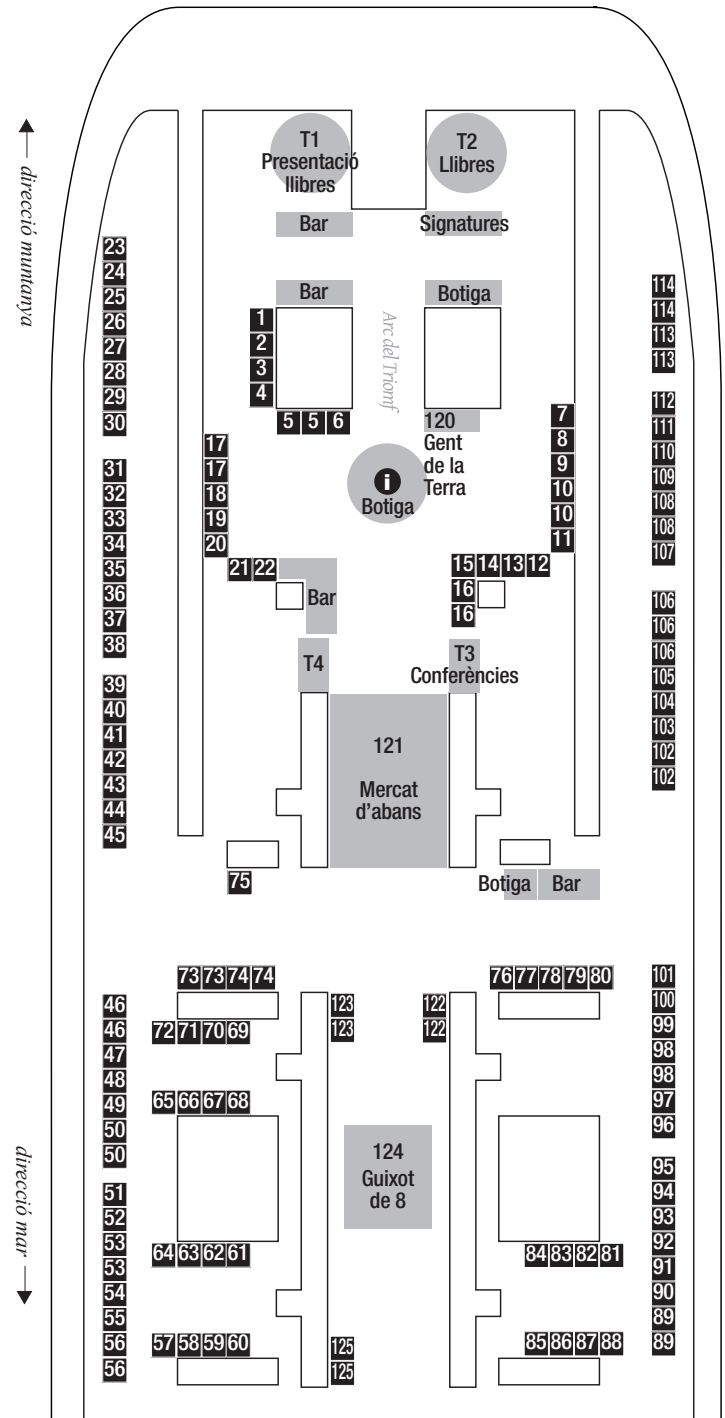 T1
Presentació
llibres
T2
Llibres
Bar
Signatures
direcció muntanya
23
24
25
26
27
28
29
30
Bar
Botiga
114
114
113
113
1
2
3
4
Arc del Triomf
5 5 6
120
Gent
de la
Terra
7
8
9
10
10
11
112
111
110
109
108
108
107
17
17
18
19
20
i
Botiga
31
32
33
34
35
36
37
38
21 22
Bar
15 14 13 12
16
16
106
106
106
105
104
103
102
102
T4
T3
Conferències
39
40
41
42
43
44
45
121
Mercat
d'abans
75
Botiga
Bar
73 73 74 74
76 77 78 79 80
101
100
99
98
98
97
96
46
46
47
48
49
50
50
72 71 70 69
123
123
122
122
65 66 67 68
124
Guixot
de 8
direcció mar
51
52
53
53
54
55
56
56
95
94
93
92
91
90
89
89
64 63 62 61
84 83 82 81
57 58 59 60
125
125
85 86 87 88